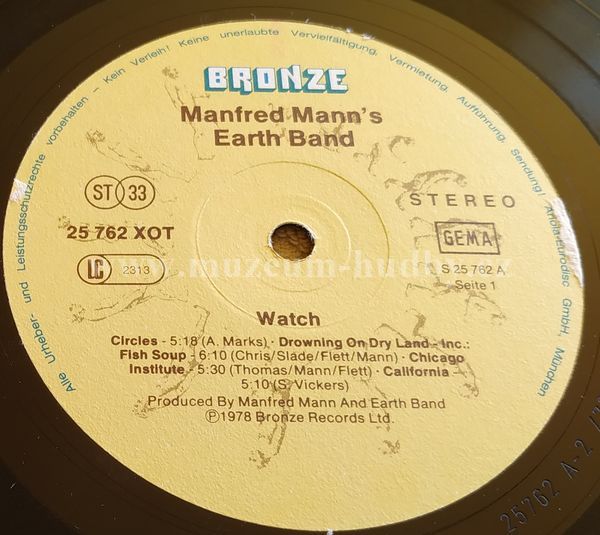 Alle Urheber- und Leistungsschutzrechte vorbehalten - Kein Verleih! Keine unerlaubte Vervielfältigung, Vermietung, Aufführung, Sendung! Ariola-Eurodisc GmbH, München
BRONZE
Manfred Mann's
Earth Band
ST 33
STEREO
25 762 XOT
GEMA
LC 2313
S 25 762 A
Seite 1
www.muzeum-hudby.cz
Watch
Circles - 5:18 (A. Marks) · Drowning On Dry Land - Inc.:
Fish Soup - 6:10 (Chris/Slade/Flett/Mann) · Chicago
Institute - 5:30 (Thomas/Mann/Flett) · California -
5:10 (S. Vickers)
Produced By Manfred Mann And Earth Band
Ⓟ1978 Bronze Records Ltd.
25762 A-2